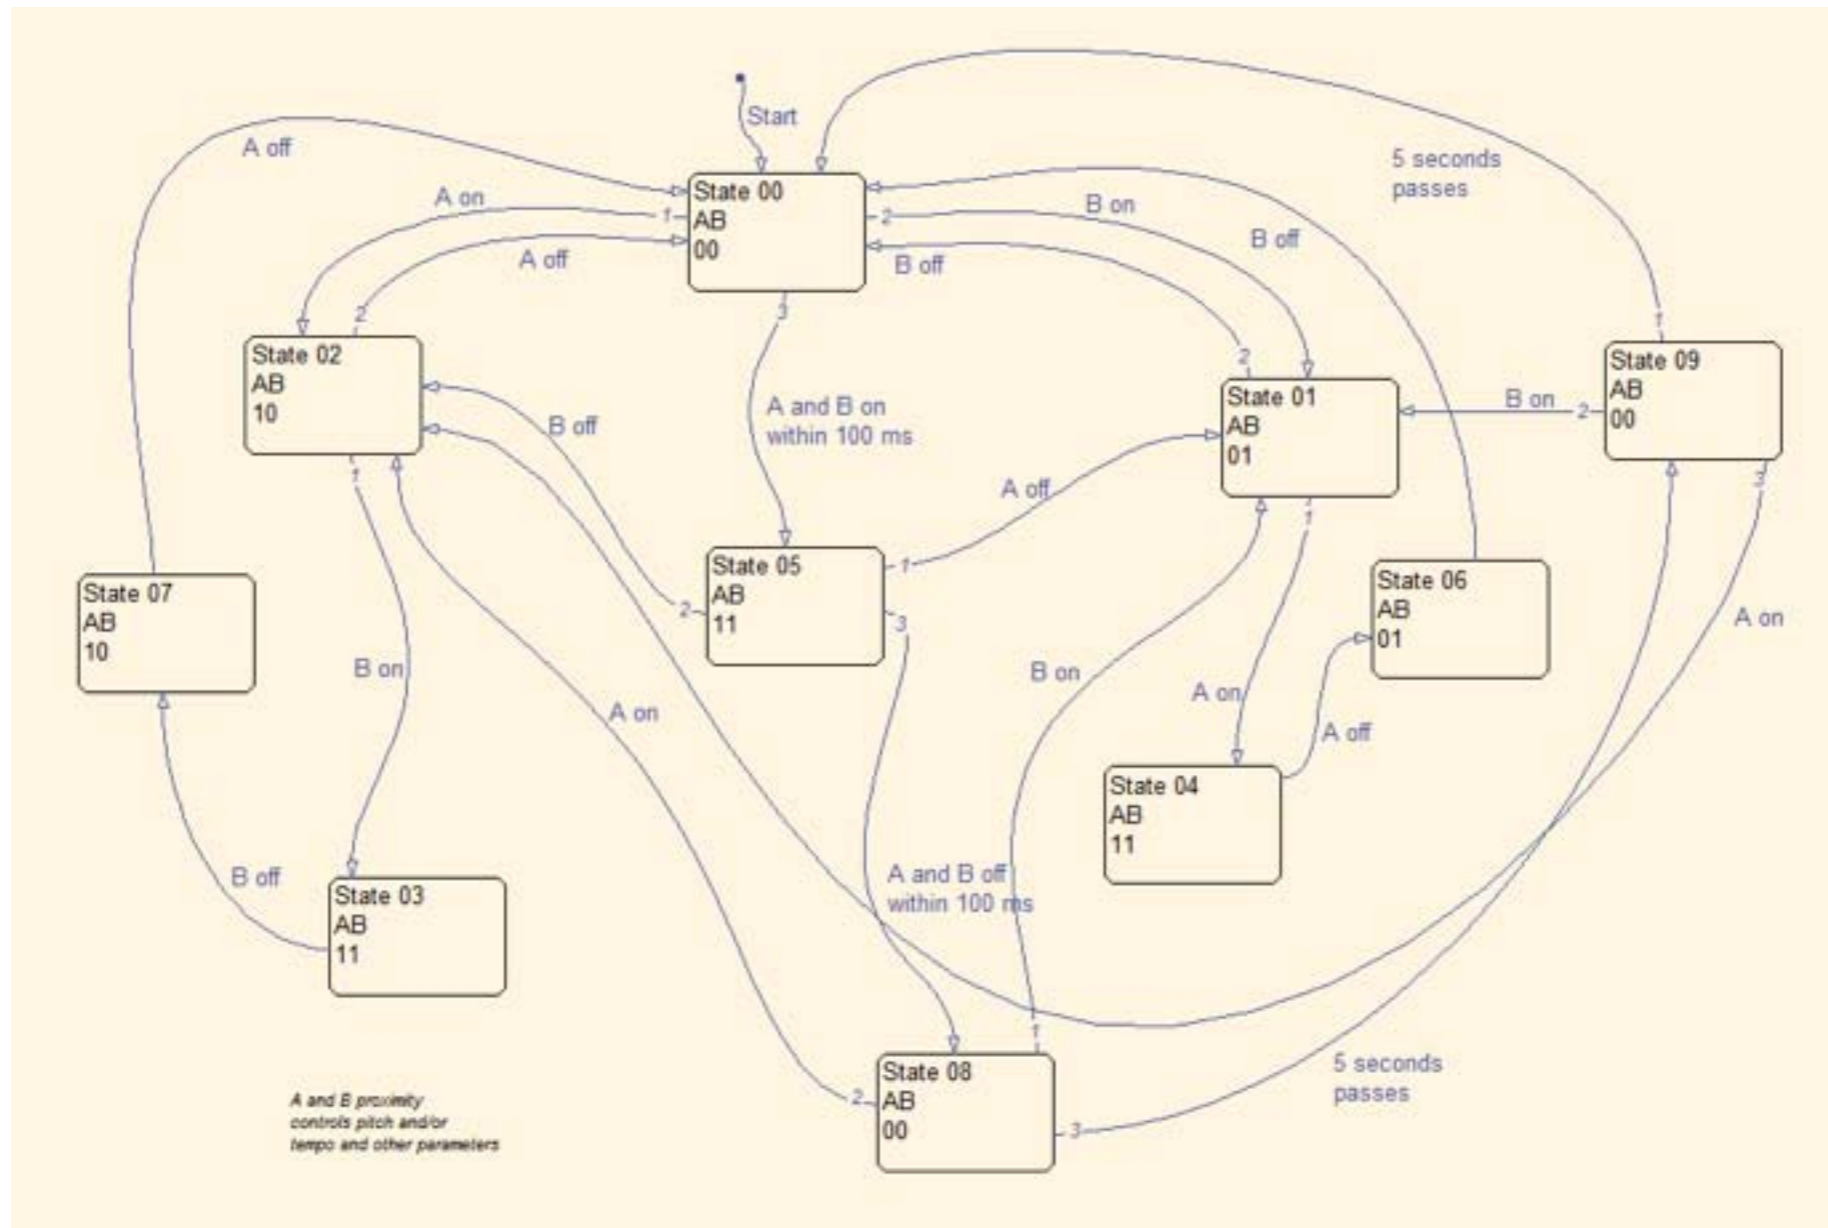 Start
5 seconds
passes
A off
State 00
AB
00
A on
1
2
B on
B off
A off
B off
3
2
State 02
AB
10
2
1
State 09
AB
00
State 01
AB
01
B on
2
A and B on
within 100 ms
B off
1
3
A off
1
State 05
AB
11
1
2
3
State 06
AB
01
State 07
AB
10
A on
B on
B on
A on
A on
A off
State 04
AB
11
B off
State 03
AB
11
A and B off
within 100 ms
1
State 08
AB
00
2
3
5 seconds
passes
A and B proximity
controls pitch and/or
tempo and other parameters